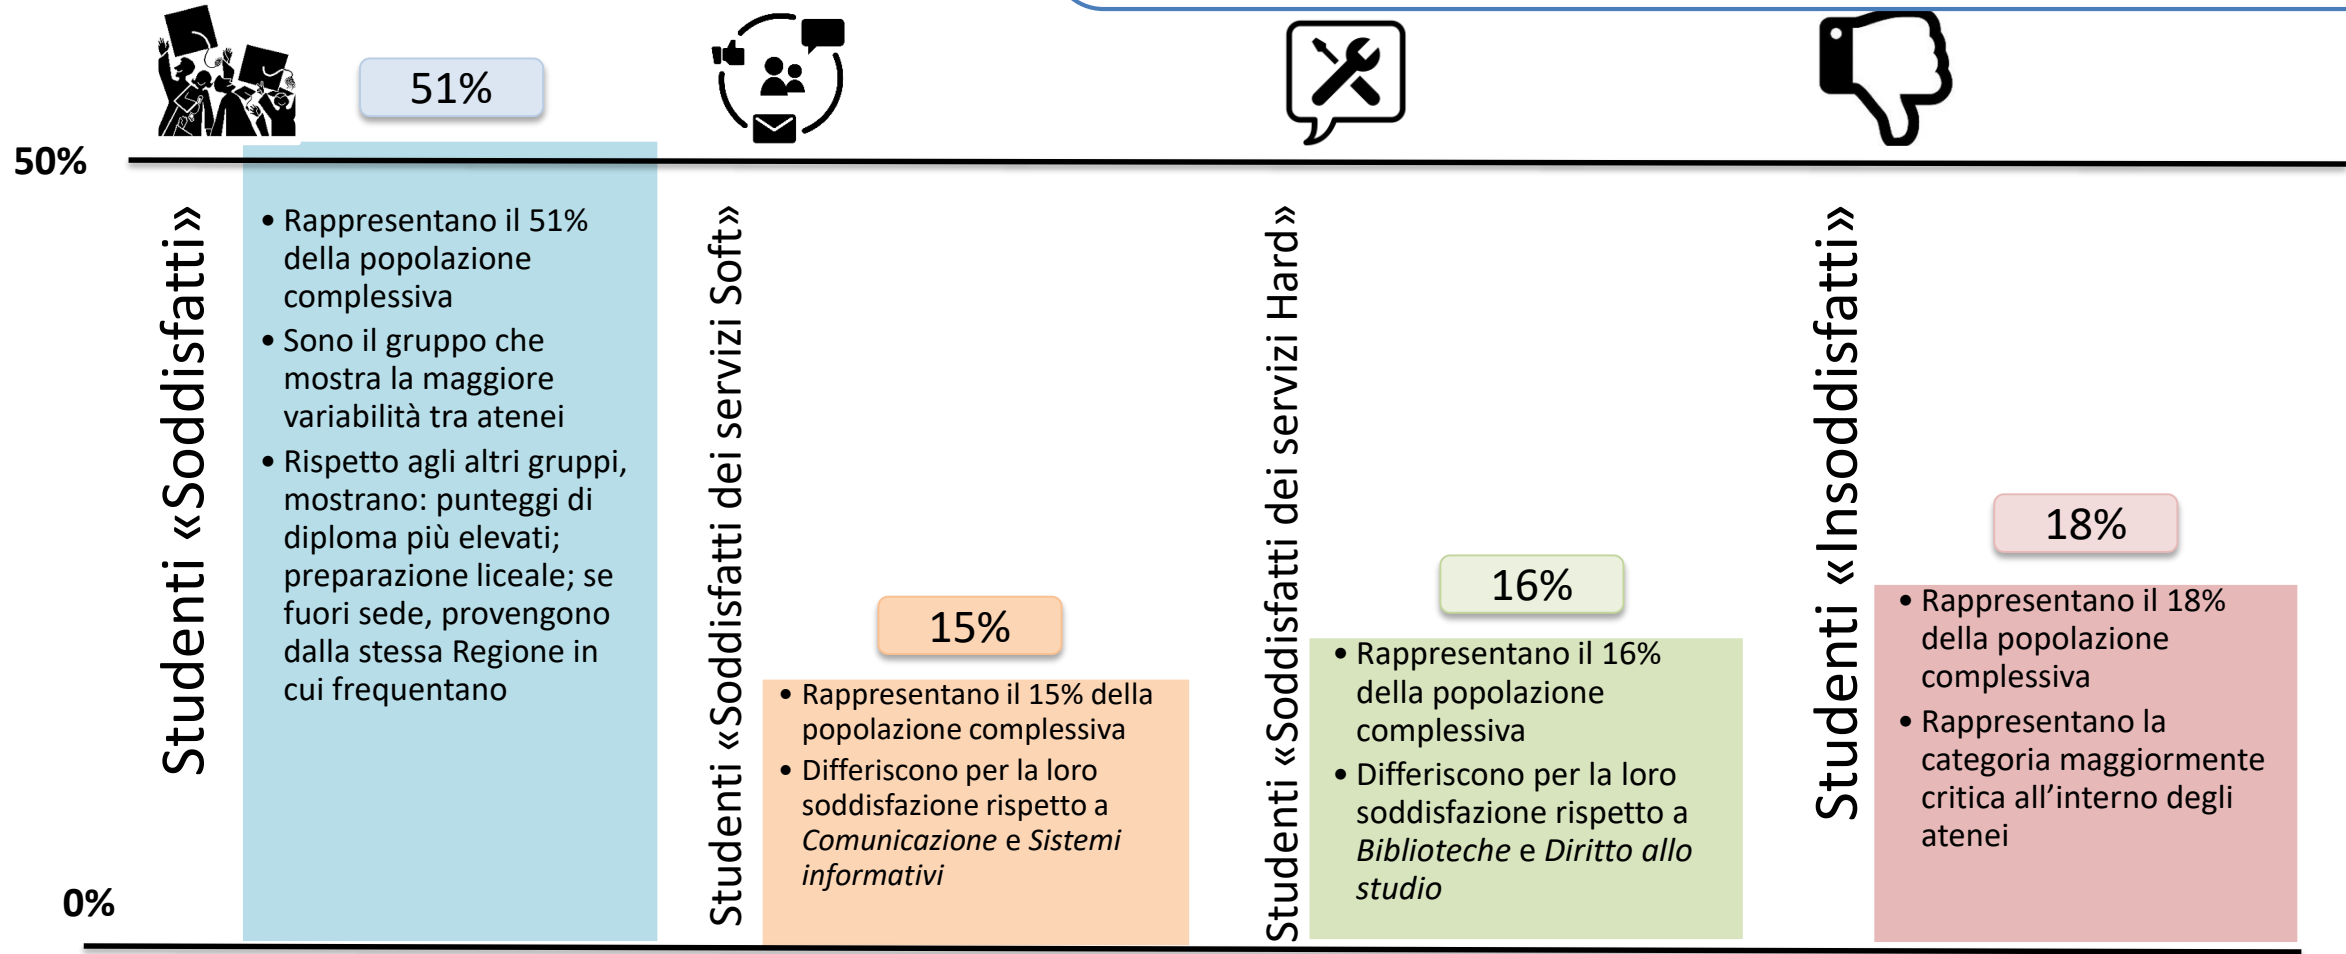 51%
50%
Studenti «Soddisfatti»
• Rappresentano il 51%
della popolazione
complessiva
• Sono il gruppo che
mostra la maggiore
variabilità tra atenei
• Rispetto agli altri gruppi,
mostrano: punteggi di
diploma più elevati;
preparazione liceale; se
fuori sede, provengono
dalla stessa Regione in
cui frequentano
Studenti «Soddisfatti dei servizi Soft»
15%
• Rappresentano il 15% della
popolazione complessiva
• Differiscono per la loro
soddisfazione rispetto a
Comunicazione e Sistemi
informativi
Studenti «Soddisfatti dei servizi Hard»
16%
• Rappresentano il 16%
della popolazione
complessiva
• Differiscono per la loro
soddisfazione rispetto a
Biblioteche e Diritto allo
studio
Studenti «Insoddisfatti»
18%
• Rappresentano il 18%
della popolazione
complessiva
• Rappresentano la
categoria maggiormente
critica all’interno degli
atenei
0%